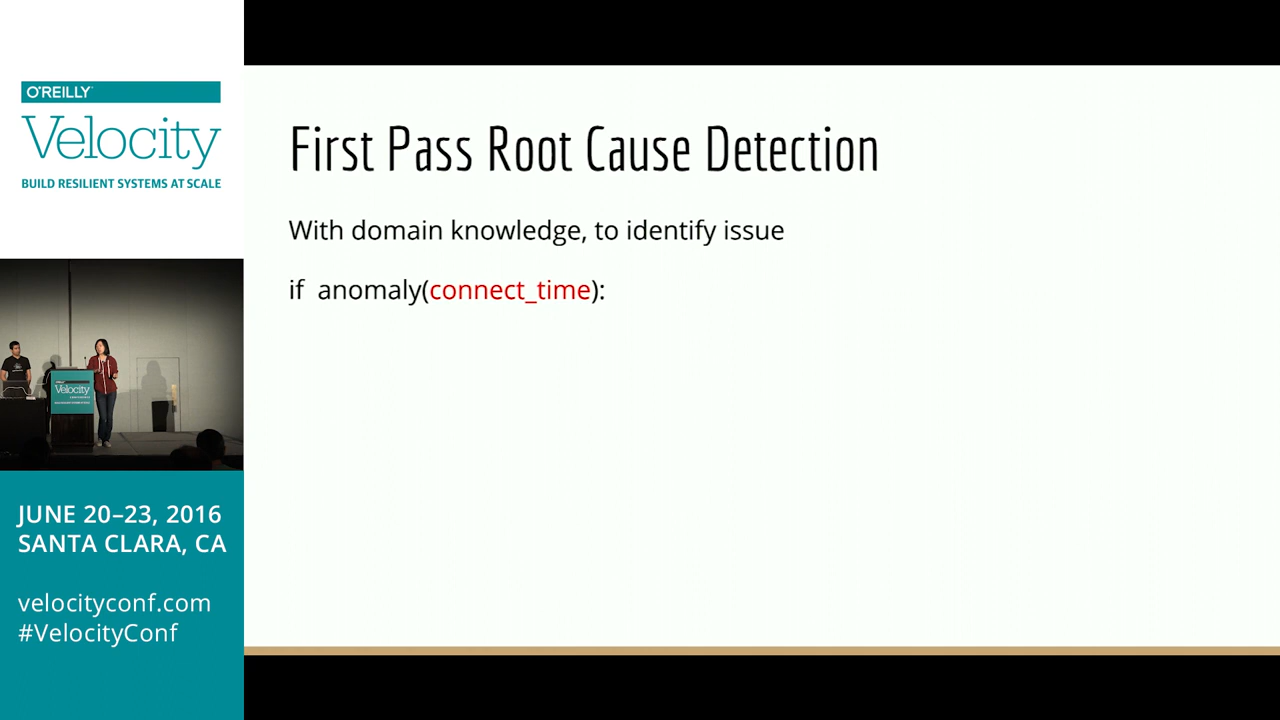 O'REILLY
Velocity
BUILD RESILIENT SYSTEMS AT SCALE
First Pass Root Cause Detection
With domain knowledge, to identify issue
if anomaly(connect_time):
Velocity
JUNE 20–23, 2016
SANTA CLARA, CA
velocityconf.com
#VelocityConf